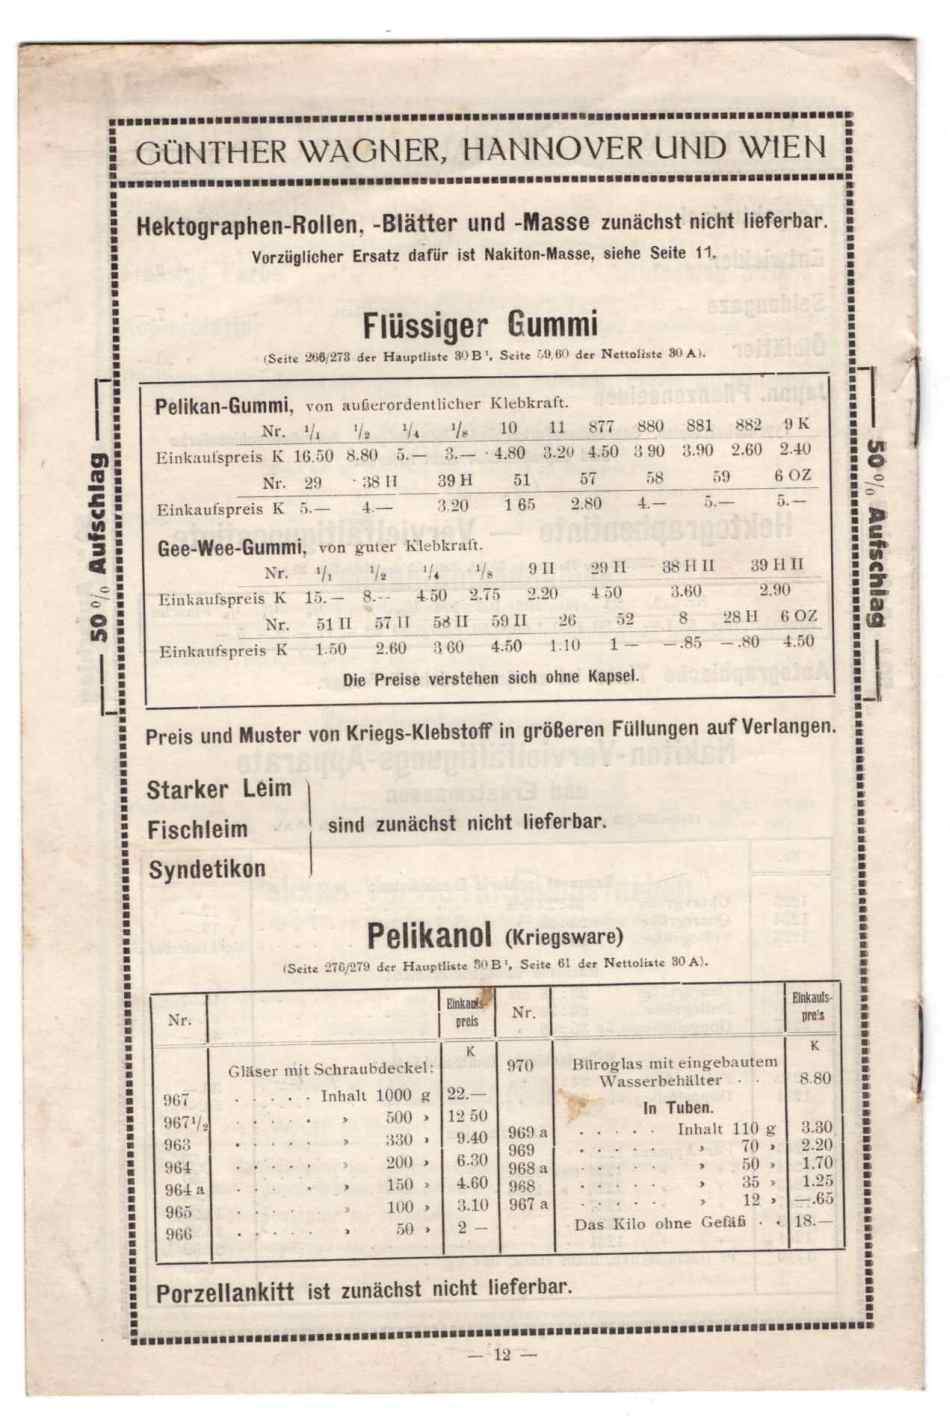 GÜNTHER WAGNER, HANNOVER UND WIEN
Hektographen-Rollen, -Blätter und -Masse zunächst nicht lieferbar.
Vorzüglicher Ersatz dafür ist Nakiton-Masse, siehe Seite 11.
Flüssiger Gummi
(Seite 266/273 der Hauptliste 30 B¹, Seite 59,60 der Nettoliste 30 A).
50 % Aufschlag
50 % Aufschlag
Pelikan-Gummi, von außerordentlicher Klebkraft.
Nr. ¹/₁ ¹/₂ ¹/₄ ¹/₈ 10 11 877 880 881 882 9 K
Einkaufspreis K 16.50 8.80 5.— 3.— 4.80 3.20 4.50 3 90 3.90 2.60 2.40
Nr. 29 38 H 39 H 51 57 58 59 6 OZ
Einkaufspreis K 5.— 4.— 3.20 1 65 2.80 4.— 5.— 5.—
Gee-Wee-Gummi, von guter Klebkraft.
Nr. ¹/₁ ¹/₂ ¹/₄ ¹/₈ 9 II 29 II 38 H II 39 H II
Einkaufspreis K 15.— 8.-- 4 50 2.75 2.20 4 50 3.60 2.90
Nr. 51 II 57 II 58 II 59 II 26 52 8 28 H 6 OZ
Einkaufspreis K 1.50 2.60 3 60 4.50 1.10 1 — —.85 —.80 4.50
Die Preise verstehen sich ohne Kapsel.
Preis und Muster von Kriegs-Klebstoff in größeren Füllungen auf Verlangen.
Starker Leim
Fischleim sind zunächst nicht lieferbar.
Syndetikon
Pelikanol (Kriegsware)
(Seite 276/279 der Hauptliste 30 B¹, Seite 61 der Nettoliste 30 A).
Nr. Einkaufs-preis Nr. Einkaufs-preis
K K
Gläser mit Schraubdeckel:
967 . . . . . Inhalt 1000 g 22.—
967¹/₂ . . . . . » 500 » 12 50
963 . . . . . » 330 » 9.40
964 . . . . . » 200 » 6.30
964 a . . . . . » 150 » 4.60
965 . . . . . » 100 » 3.10
966 . . . . . » 50 » 2 —
970 Büroglas mit eingebautem
Wasserbehälter . . 8.80
In Tuben.
969 a . . . . . Inhalt 110 g 3.30
969 . . . . . » 70 » 2.20
968 a . . . . . » 50 » 1.70
968 . . . . . » 35 » 1.25
967 a . . . . . » 12 » —.65
Das Kilo ohne Gefäß . . 18.—
Porzellankitt ist zunächst nicht lieferbar.
— 12 —